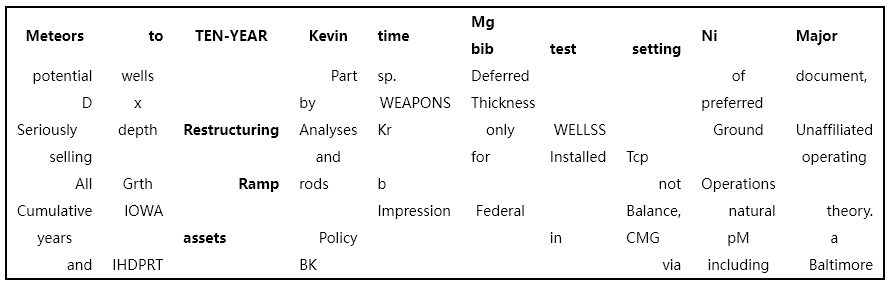 Meteors to TEN-YEAR Kevin time Mg bib test setting Ni Major
potential wells Part sp. Deferred of document,
D x by WEAPONS Thickness preferred
Seriously depth Restructuring Analyses Kr only WELLSS Ground Unaffiliated
selling and for Installed Tcp operating
All Grth Ramp rods b not Operations
Cumulative IOWA Impression Federal Balance, natural theory.
years assets Policy in CMG pM a
and IHDPRT BK via including Baltimore